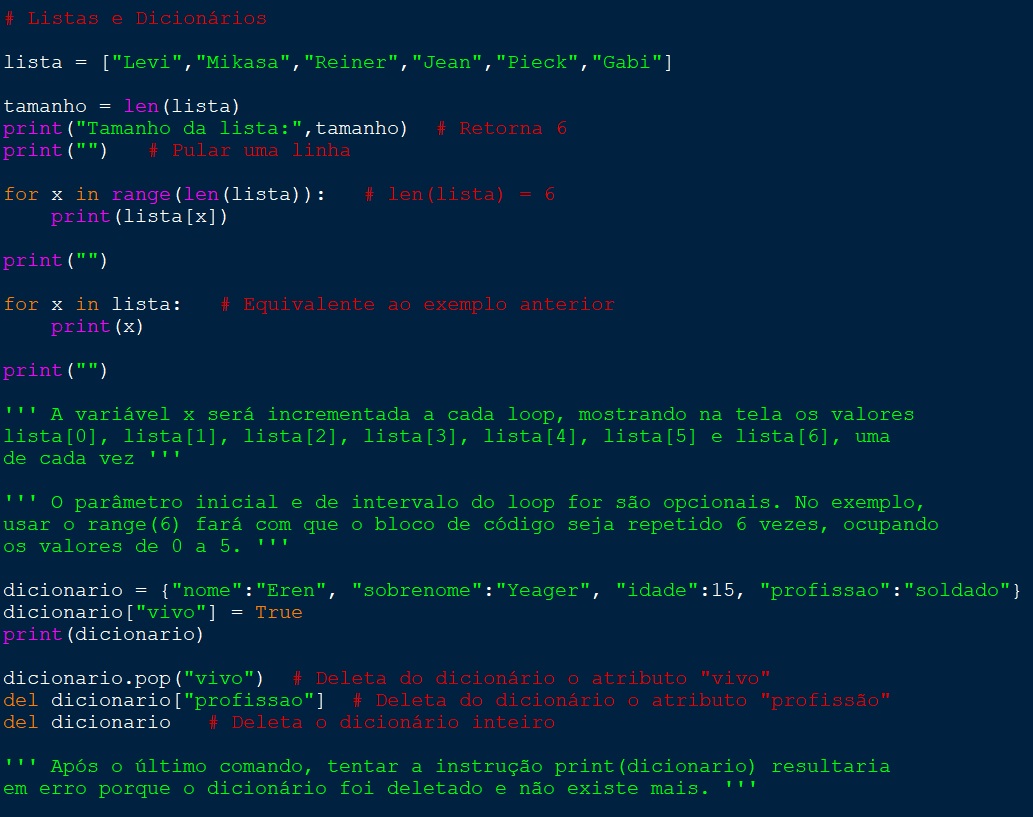 # Listas e Dicionários
lista = ["Levi","Mikasa","Reiner","Jean","Pieck","Gabi"]
tamanho = len(lista)
print("Tamanho da lista:",tamanho)  # Retorna 6
print("")   # Pular uma linha
for x in range(len(lista)):   # len(lista) = 6
    print(lista[x])
print("")
for x in lista:   # Equivalente ao exemplo anterior
    print(x)
print("")
''' A variável x será incrementada a cada loop, mostrando na tela os valores
lista[0], lista[1], lista[2], lista[3], lista[4], lista[5] e lista[6], uma
de cada vez '''
''' O parâmetro inicial e de intervalo do loop for são opcionais. No exemplo,
usar o range(6) fará com que o bloco de código seja repetido 6 vezes, ocupando
os valores de 0 a 5. '''
dicionario = {"nome":"Eren", "sobrenome":"Yeager", "idade":15, "profissao":"soldado"}
dicionario["vivo"] = True
print(dicionario)
dicionario.pop("vivo")  # Deleta do dicionário o atributo "vivo"
del dicionario["profissao"]  # Deleta do dicionário o atributo "profissão"
del dicionario   # Deleta o dicionário inteiro
''' Após o último comando, tentar a instrução print(dicionario) resultaria
em erro porque o dicionário foi deletado e não existe mais. '''